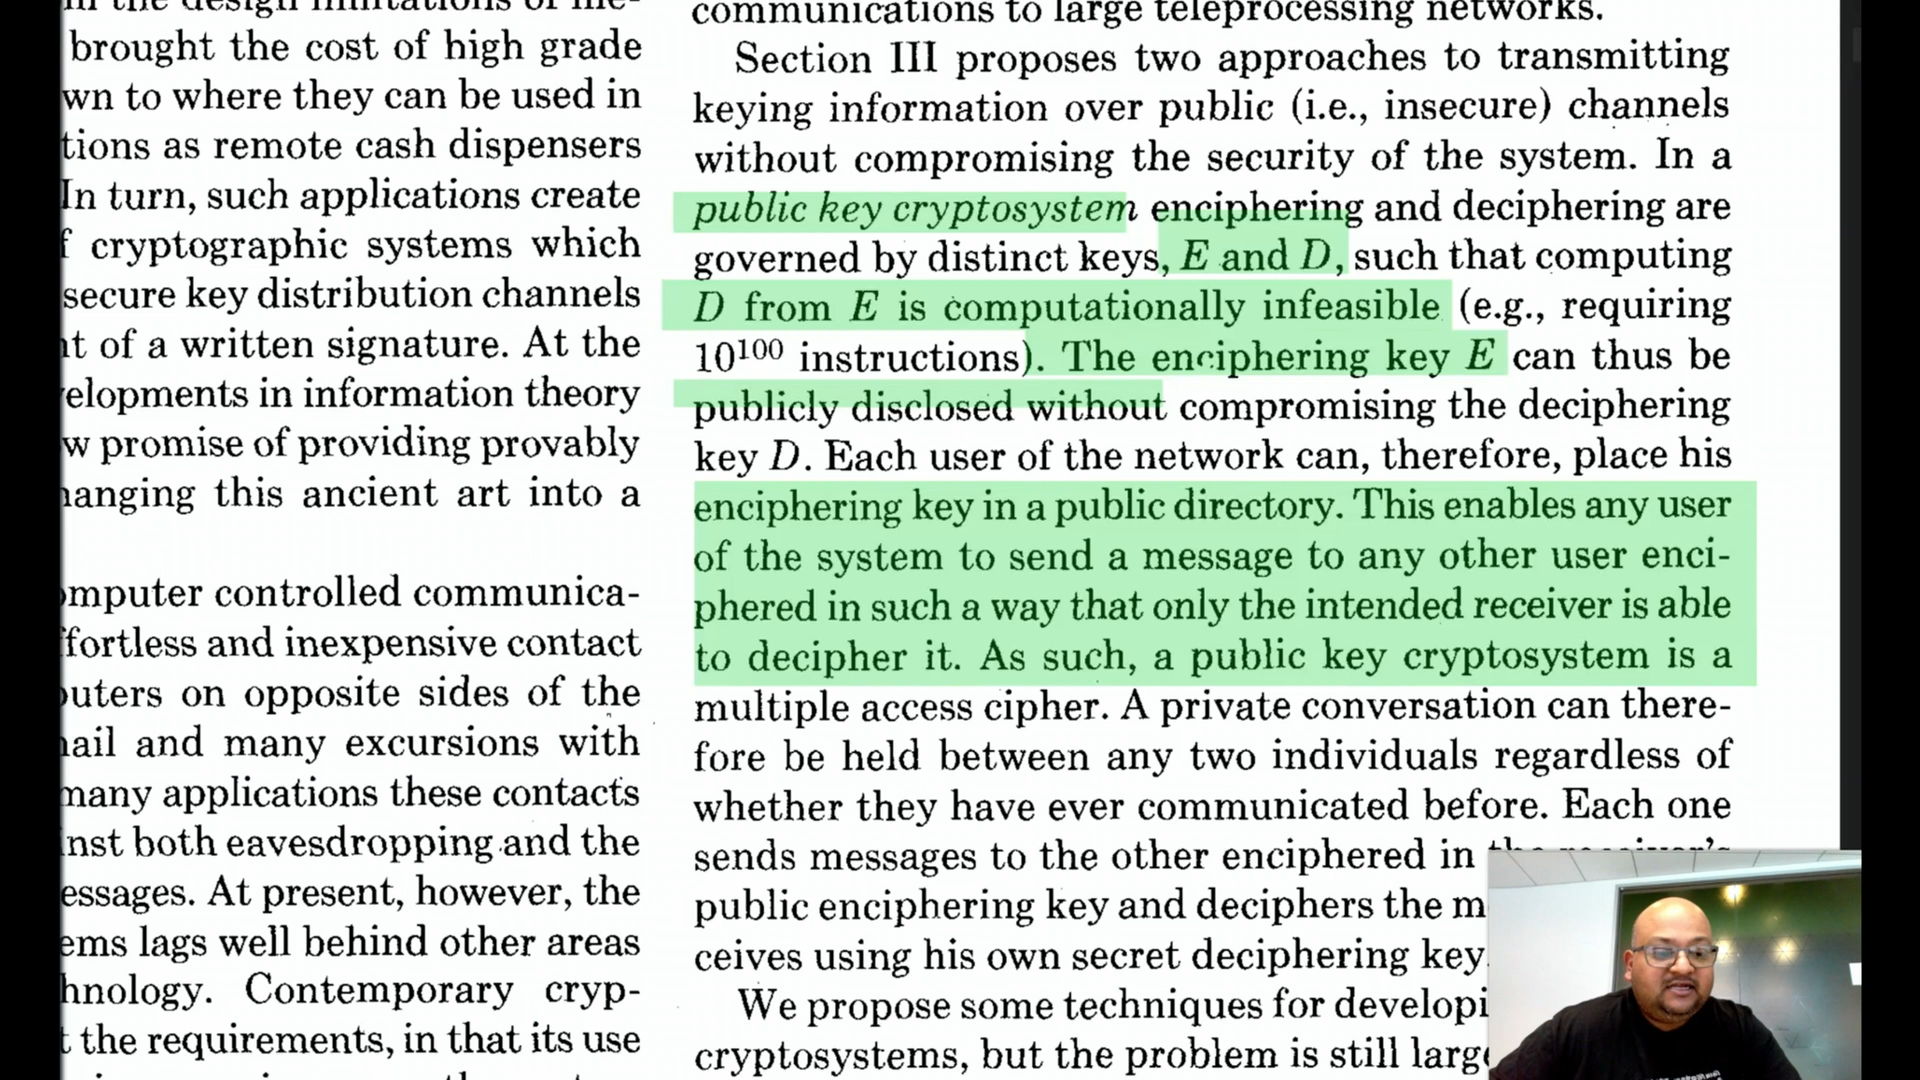 brought the cost of high grade
wn to where they can be used in
tions as remote cash dispensers
In turn, such applications create
cryptographic systems which
secure key distribution channels
of a written signature. At the
elopments in information theory
w promise of providing provably
hanging this ancient art into a
omputer controlled communica-
ffortless and inexpensive contact
outers on opposite sides of the
ail and many excursions with
many applications these contacts
inst both eavesdropping and the
essages. At present, however, the
ems lags well behind other areas
hnology. Contemporary cryp-
the requirements, in that its use
communications to large teleprocessing networks.
Section III proposes two approaches to transmitting
keying information over public (i.e., insecure) channels
without compromising the security of the system. In a
public key cryptosystem enciphering and deciphering are
governed by distinct keys, E and D, such that computing
D from E is computationally infeasible (e.g., requiring
10¹⁰⁰ instructions). The enciphering key E can thus be
publicly disclosed without compromising the deciphering
key D. Each user of the network can, therefore, place his
enciphering key in a public directory. This enables any user
of the system to send a message to any other user enci-
phered in such a way that only the intended receiver is able
to decipher it. As such, a public key cryptosystem is a
multiple access cipher. A private conversation can there-
fore be held between any two individuals regardless of
whether they have ever communicated before. Each one
sends messages to the other enciphered in the receiver's
public enciphering key and deciphers the m
ceives using his own secret deciphering key
We propose some techniques for developi
cryptosystems, but the problem is still large